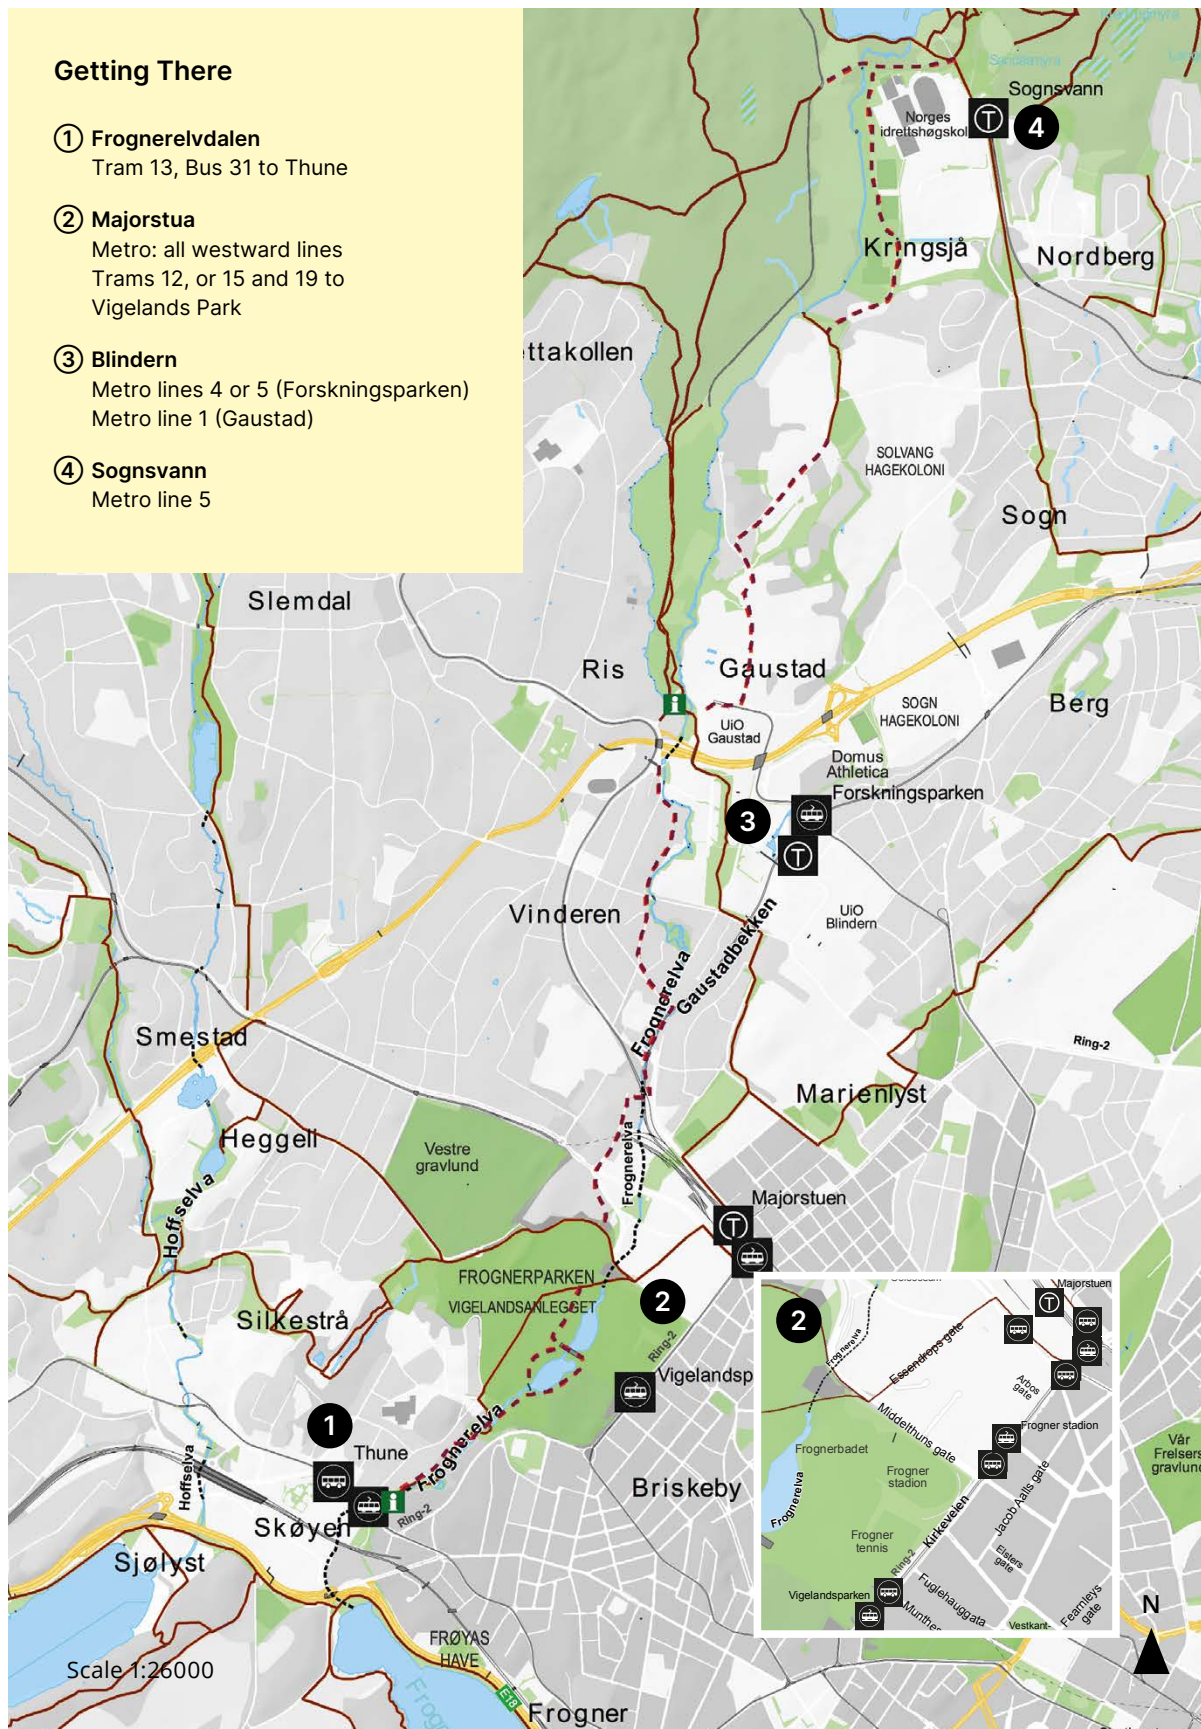 Getting There
1 Frognerelvdalen
Tram 13, Bus 31 to Thune
2 Majorstua
Metro: all westward lines
Trams 12, or 15 and 19 to
Vigelands Park
3 Blindern
Metro lines 4 or 5 (Forskningsparken)
Metro line 1 (Gaustad)
4 Sognsvann
Metro line 5
Sognsvann
T
4
Norges
idrettshøgskol
Kringsjå
Nordberg
ttakollen
SOLVANG
HAGEKOLONI
Sogn
Slemdal
Ris
Gaustad
i
UiO
Gaustad
SOGN
HAGEKOLONI
Berg
Domus
Athletica
Forskningsparken
3
T
Vinderen
UiO
Blindern
Frognerelva
Gaustadbekken
Smestad
Ring-2
Marienlyst
Heggeli
Vestre
gravlund
Frognerelva
Hoffselva
Majorstuen
T
FROGNERPARKEN
VIGELANDSANLEGGET
2
Silkestrå
Ring-2
Vigelandsp
1
Thune
Frognerelva
Hoffselva
i
Ring-2
Skøyen
Briskeby
Sjølyst
FRØYAS
HAVE
Scale 1:26000
E18
Frogner
2
Majorstuen
T
Frognerelva
Essendrops gate
Arbos
gate
Middelthuns gate
Frogner stadion
Frognerbadet
Frogner
stadion
Frognerelva
Kirkeveien
Jacob Aalls gate
Frogner
tennis
Elsters
gate
Ring-2
Fuglehauggata
Vigelandsparken
Munthes
Vestkant-
Fearnleys
gate
Vår
Frelsers
gravlund
N